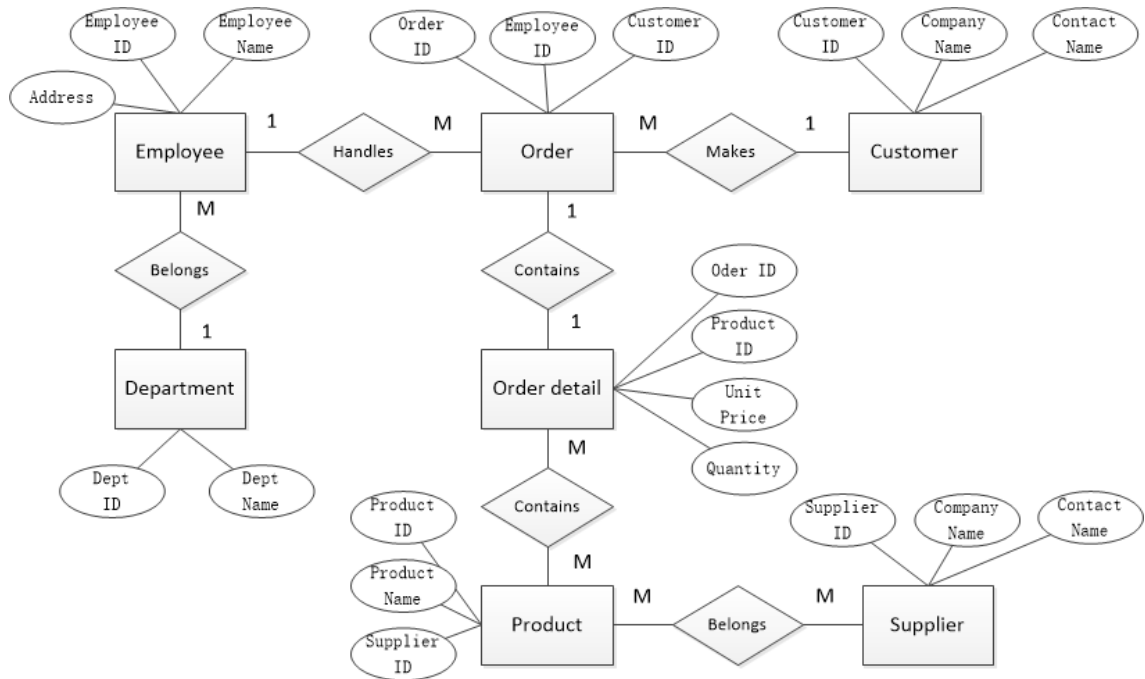 Employee
ID
Employee
Name
Order
ID
Employee
ID
Customer
ID
Customer
ID
Company
Name
Contact
Name
Address
Employee
1
Handles
M
Order
M
Makes
1
Customer
M
1
Belongs
Contains
Oder ID
1
1
Product
ID
Department
Order detail
Unit
Price
M
Quantity
Dept
ID
Dept
Name
Contains
Product
ID
Supplier
ID
Company
Name
Contact
Name
M
Product
Name
Product
M
Belongs
M
Supplier
Supplier
ID